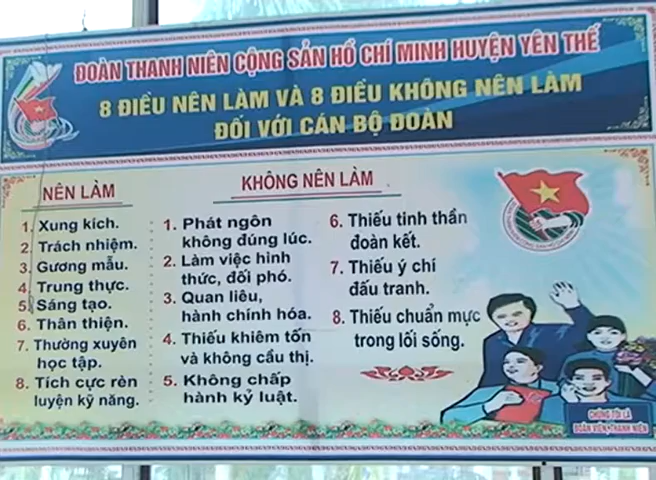 ĐOÀN THANH NIÊN CỘNG SẢN HỒ CHÍ MINH HUYỆN YÊN THẾ
8 ĐIỀU NÊN LÀM VÀ 8 ĐIỀU KHÔNG NÊN LÀM
ĐỐI VỚI CÁN BỘ ĐOÀN
NÊN LÀM
1. Xung kích.
2. Trách nhiệm.
3. Gương mẫu.
4. Trung thực.
5. Sáng tạo.
6. Thân thiện.
7. Thường xuyên
học tập.
8. Tích cực rèn
luyện kỹ năng.
KHÔNG NÊN LÀM
1. Phát ngôn
không đúng lúc.
2. Làm việc hình
thức, đối phó.
3. Quan liêu,
hành chính hóa.
4. Thiếu khiêm tốn
và không cầu thị.
5. Không chấp
hành kỷ luật.
6. Thiếu tinh thần
đoàn kết.
7. Thiếu ý chí
đấu tranh.
8. Thiếu chuẩn mực
trong lối sống.
CHÚNG TÔI LÀ
ĐOÀN VIÊN, THANH NIÊN